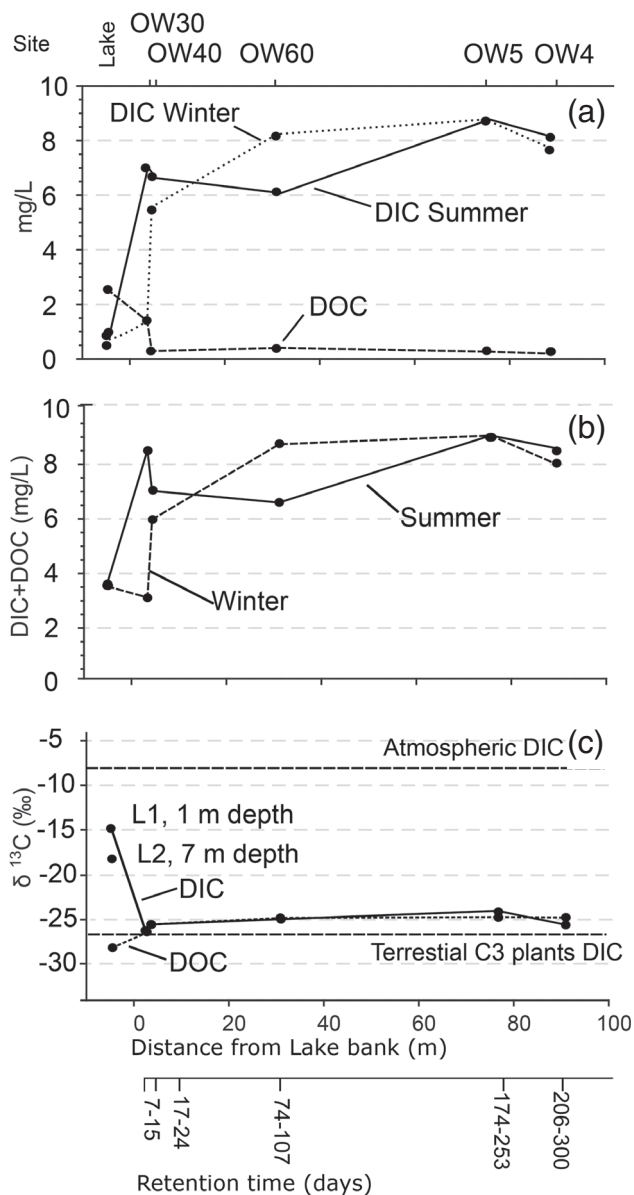 Site
Lake
OW30
OW40 OW60 OW5 OW4
10
(a)
DIC Winter
8
mg/L
6
DIC Summer
4
DOC
2
0
10
(b)
8
DIC+DOC (mg/L)
6
Summer
4
Winter
2
0
-5
Atmospheric DIC (c)
-10
δ ¹³C (‰)
L1, 1 m depth
-15
L2, 7 m depth
-20
DIC
-25
Terrestial C3 plants DIC
DOC
-30
0 20 40 60 80 100
Distance from Lake bank (m)
7-15
17-24
74-107
174-253
206-300
Retention time (days)